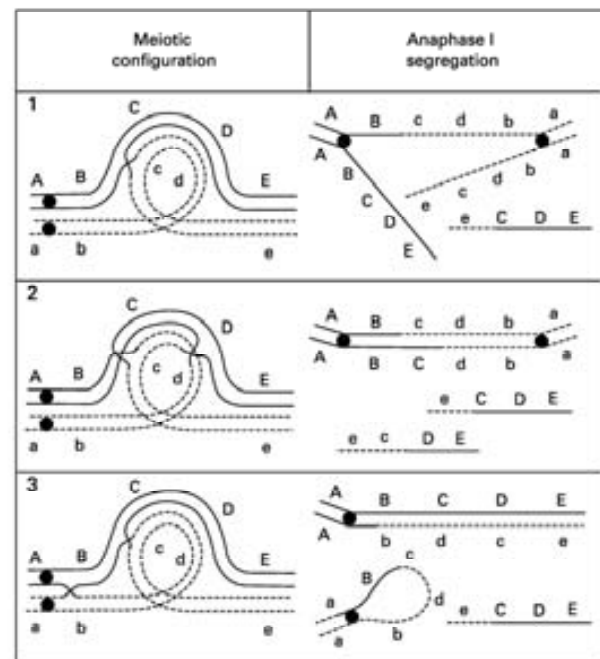 Meiotic
configuration
Anaphase I
segregation
1
C
D
A B c d E
a b e
A B c d b a
A a
B b
C d
D c
E e
e C D E
2
C
D
A B c d E
a b e
A B c d b a
A B C d b a
e C D E
e c D E
3
C
D
A B c d E
a b e
A B C D E
A b d c e
c
B
a d
a b
e C D E